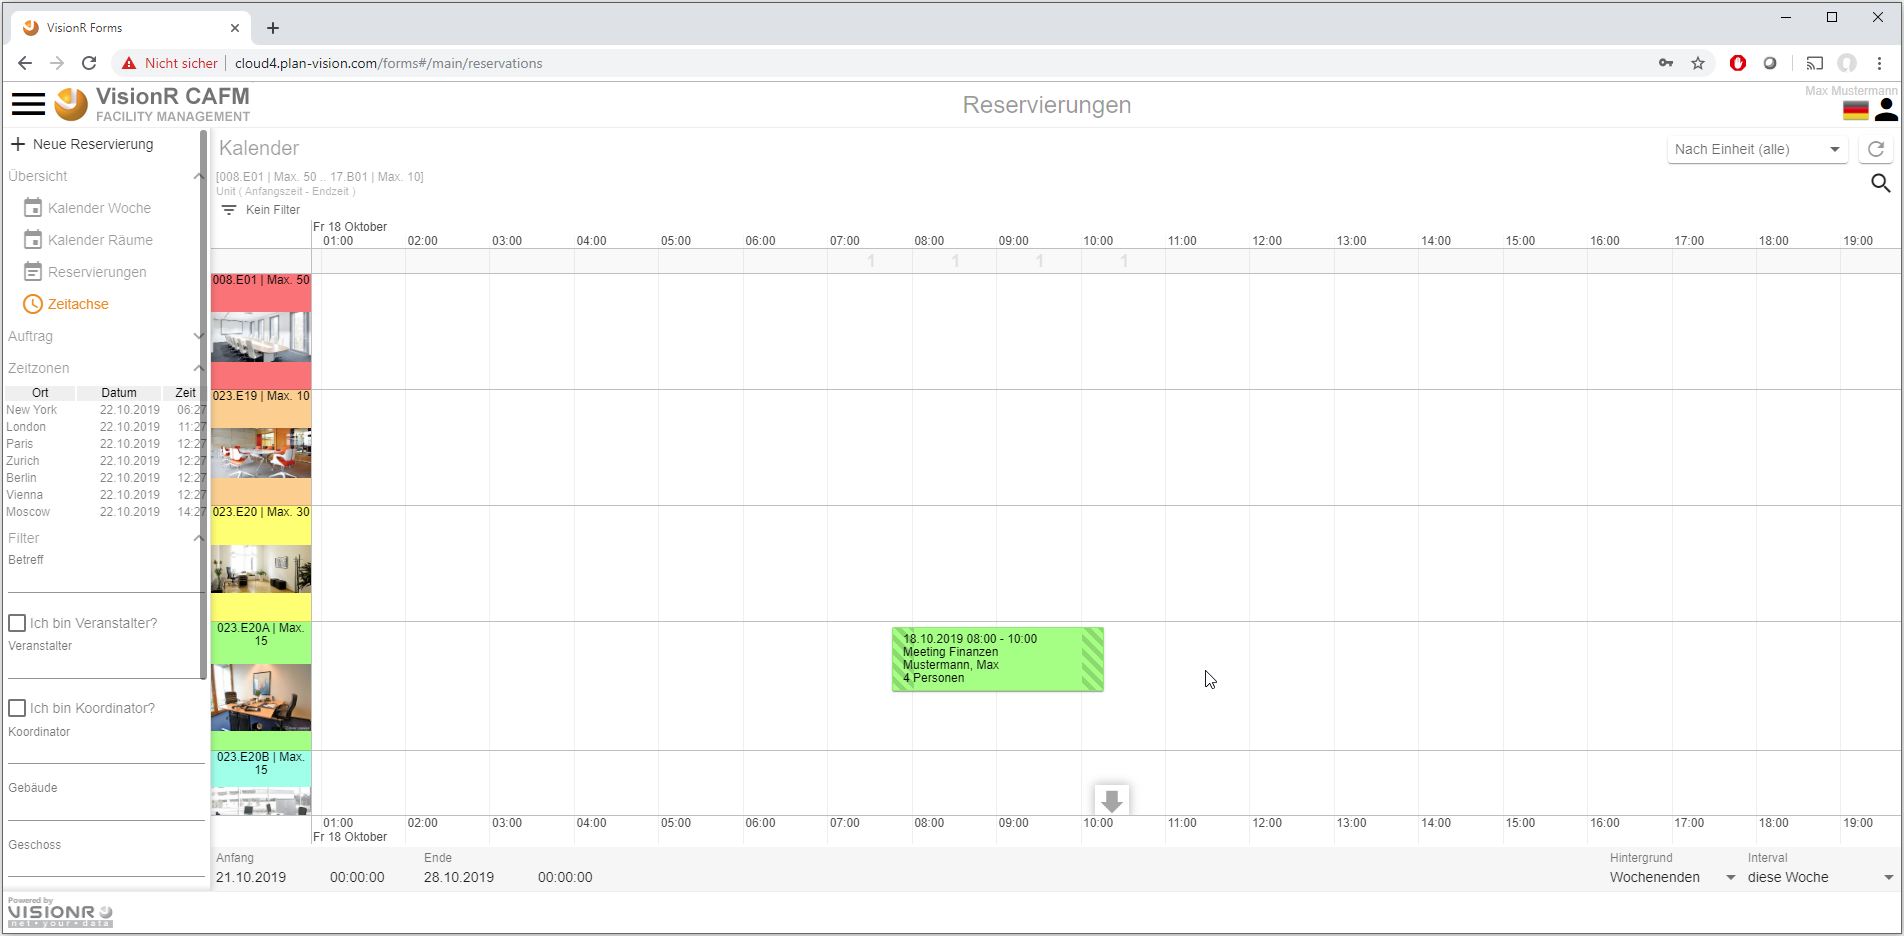 VisionR Forms
Nicht sicher
cloud4.plan-vision.com/forms#/main/reservations
VisionR CAFM
FACILITY MANAGEMENT
Reservierungen
Max Mustermann
Neue Reservierung
Übersicht
Kalender Woche
Kalender Räume
Reservierungen
Zeitachse
Auftrag
Zeitzonen
Ort Datum Zeit
New York 22.10.2019 06:27
London 22.10.2019 11:27
Paris 22.10.2019 12:27
Zurich 22.10.2019 12:27
Berlin 22.10.2019 12:27
Vienna 22.10.2019 12:27
Moscow 22.10.2019 14:27
Filter
Betreff
Ich bin Veranstalter?
Veranstalter
Ich bin Koordinator?
Koordinator
Gebäude
Geschoss
Powered by
VISIONR
net • your • data
Kalender
Nach Einheit (alle)
[008.E01 | Max. 50 .. 17.B01 | Max. 10]
Unit ( Anfangszeit - Endzeit )
Kein Filter
Fr 18 Oktober
01:00 02:00 03:00 04:00 05:00 06:00 07:00 08:00 09:00 10:00 11:00 12:00 13:00 14:00 15:00 16:00 17:00 18:00 19:00
1 1 1 1
008.E01 | Max. 50
023.E19 | Max. 10
023.E20 | Max. 30
023.E20A | Max.
15
18.10.2019 08:00 - 10:00
Meeting Finanzen
Mustermann, Max
4 Personen
023.E20B | Max.
15
01:00 02:00 03:00 04:00 05:00 06:00 07:00 08:00 09:00 10:00 11:00 12:00 13:00 14:00 15:00 16:00 17:00 18:00 19:00
Fr 18 Oktober
Anfang Ende Hintergrund Interval
21.10.2019 00:00:00 28.10.2019 00:00:00 Wochenenden diese Woche